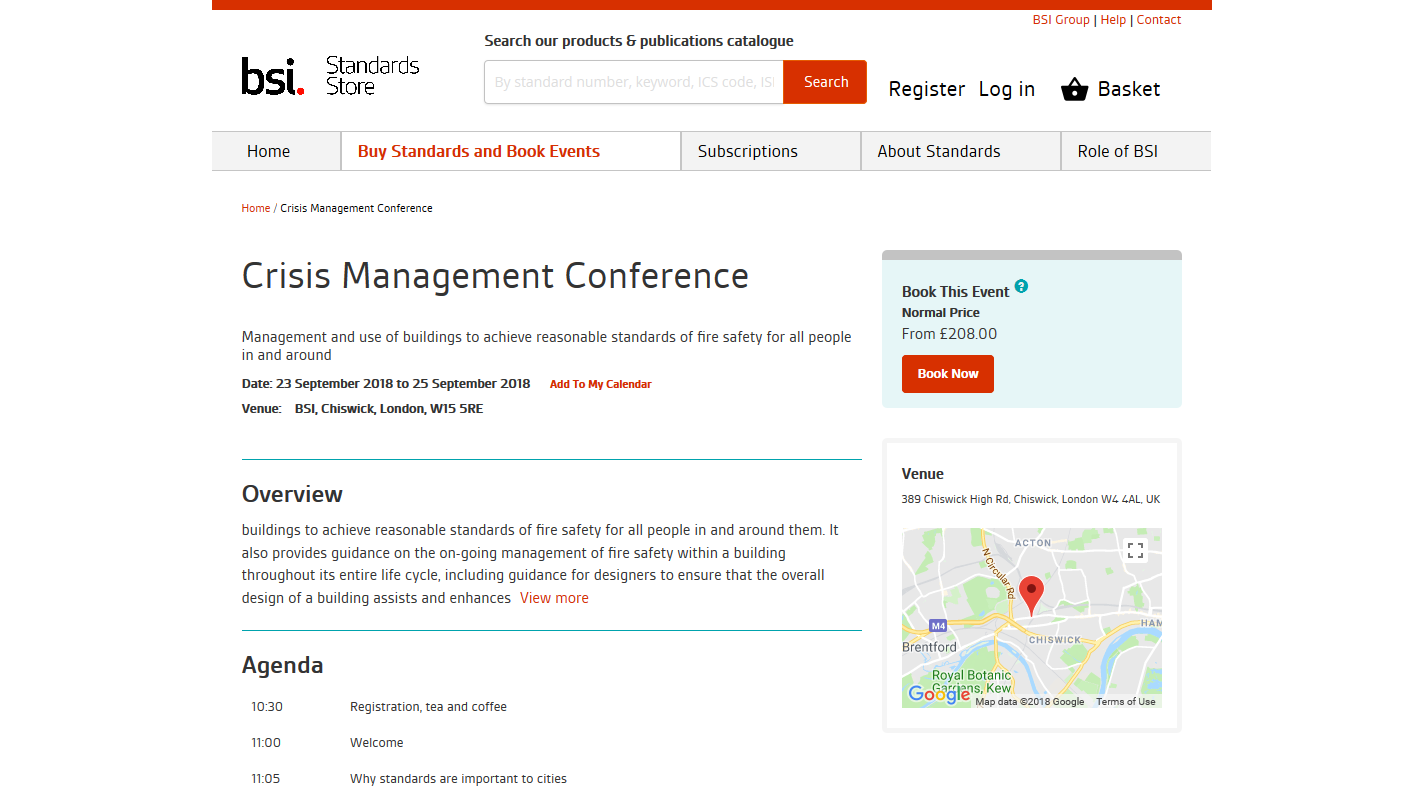 BSI Group | Help | Contact
Search our products & publications catalogue
bsi. Standards
Store
By standard number, keyword, ICS code, ISI
Search
Register Log in Basket
Home Buy Standards and Book Events Subscriptions About Standards Role of BSI
Home / Crisis Management Conference
Crisis Management Conference
Management and use of buildings to achieve reasonable standards of fire safety for all people
in and around
Date: 23 September 2018 to 25 September 2018 Add To My Calendar
Venue: BSI, Chiswick, London, W15 5RE
Overview
buildings to achieve reasonable standards of fire safety for all people in and around them. It
also provides guidance on the on-going management of fire safety within a building
throughout its entire life cycle, including guidance for designers to ensure that the overall
design of a building assists and enhances View more
Agenda
10:30 Registration, tea and coffee
11:00 Welcome
11:05 Why standards are important to cities
Book This Event ?
Normal Price
From £208.00
Book Now
Venue
389 Chiswick High Rd, Chiswick, London W4 4AL, UK
ACTON
N Circular Rd
M4
HAM
CHISWICK
Brentford
Royal Botanic
Gardens, Kew
Google
Map data ©2018 Google Terms of Use